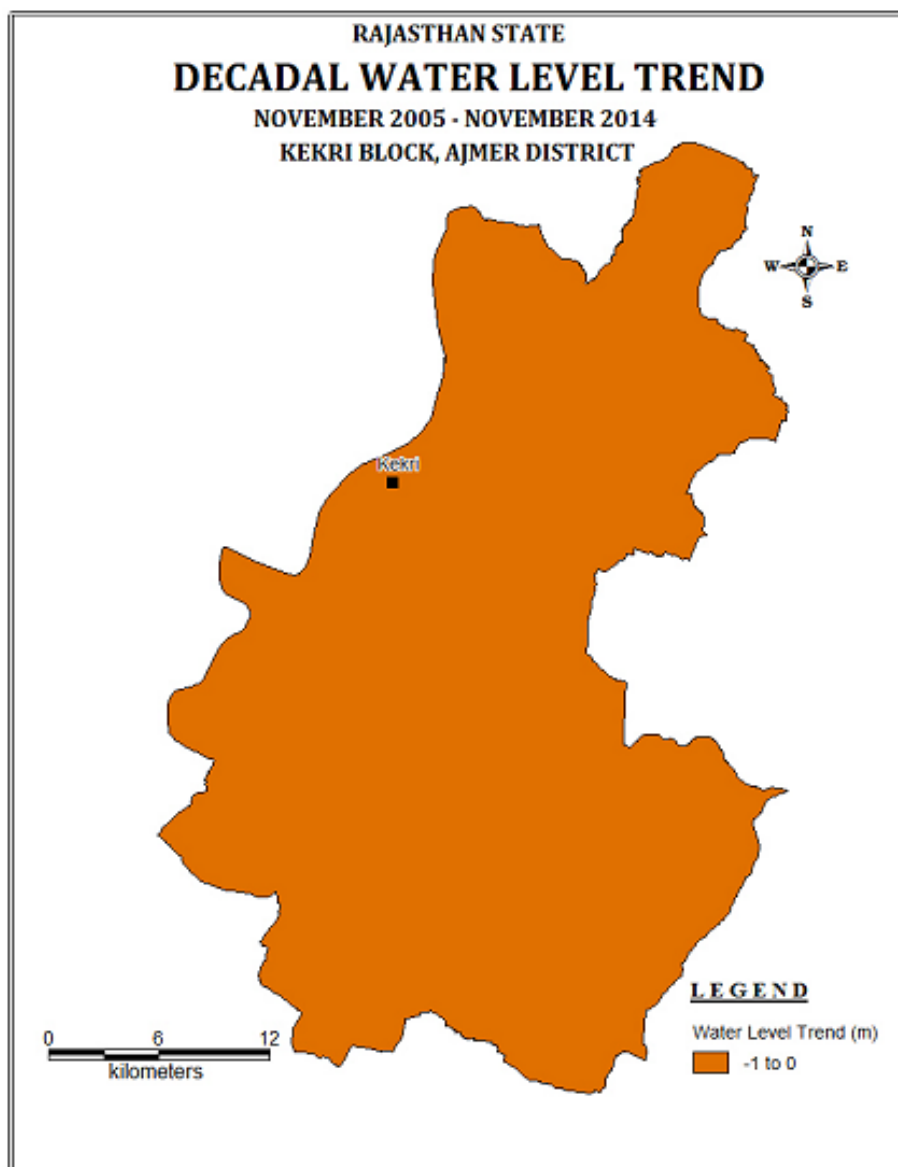 RAJASTHAN STATE
DECADAL WATER LEVEL TREND
NOVEMBER 2005 - NOVEMBER 2014
KEKRI BLOCK, AJMER DISTRICT
N
W E
S
Kekri
LEGEND
Water Level Trend (m)
-1 to 0
0 6 12
kilometers